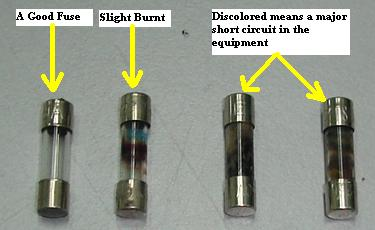 A Good Fuse
Slight Burnt
Discolored means a major
short circuit in the
equipment